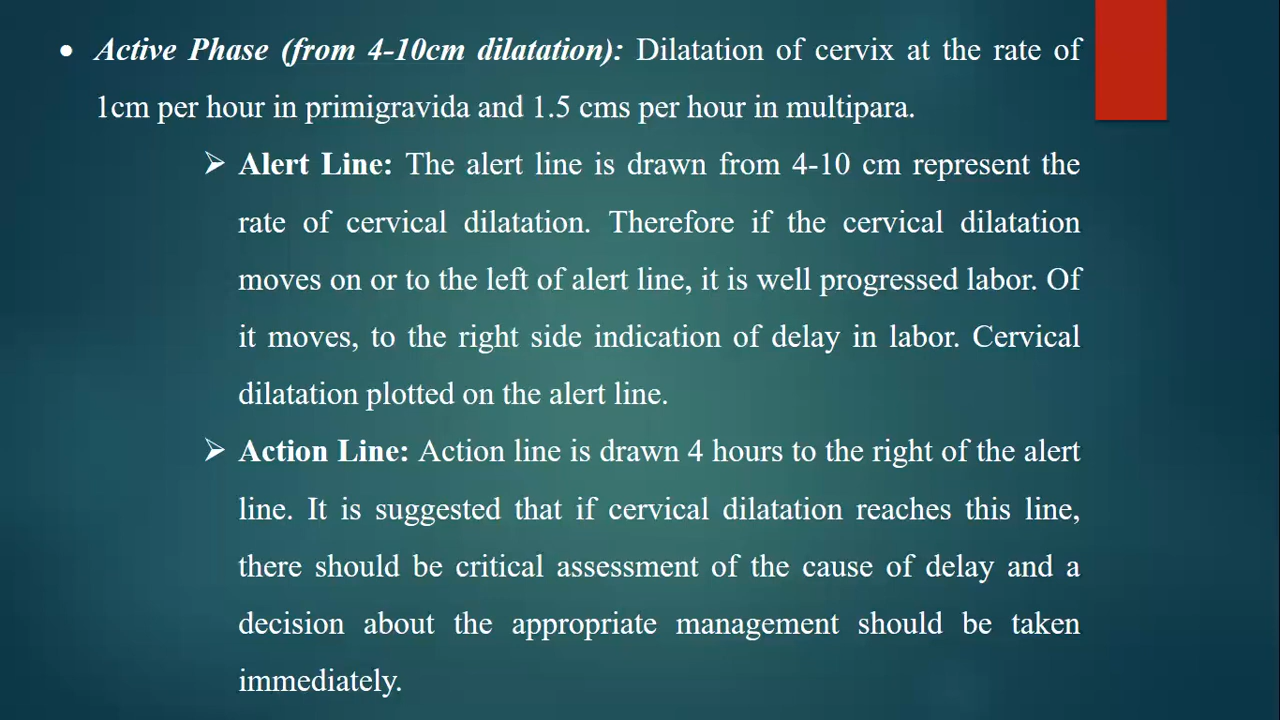 • Active Phase (from 4-10cm dilatation): Dilatation of cervix at the rate of
1cm per hour in primigravida and 1.5 cms per hour in multipara.
➢ Alert Line: The alert line is drawn from 4-10 cm represent the
rate of cervical dilatation. Therefore if the cervical dilatation
moves on or to the left of alert line, it is well progressed labor. Of
it moves, to the right side indication of delay in labor. Cervical
dilatation plotted on the alert line.
➢ Action Line: Action line is drawn 4 hours to the right of the alert
line. It is suggested that if cervical dilatation reaches this line,
there should be critical assessment of the cause of delay and a
decision about the appropriate management should be taken
immediately.